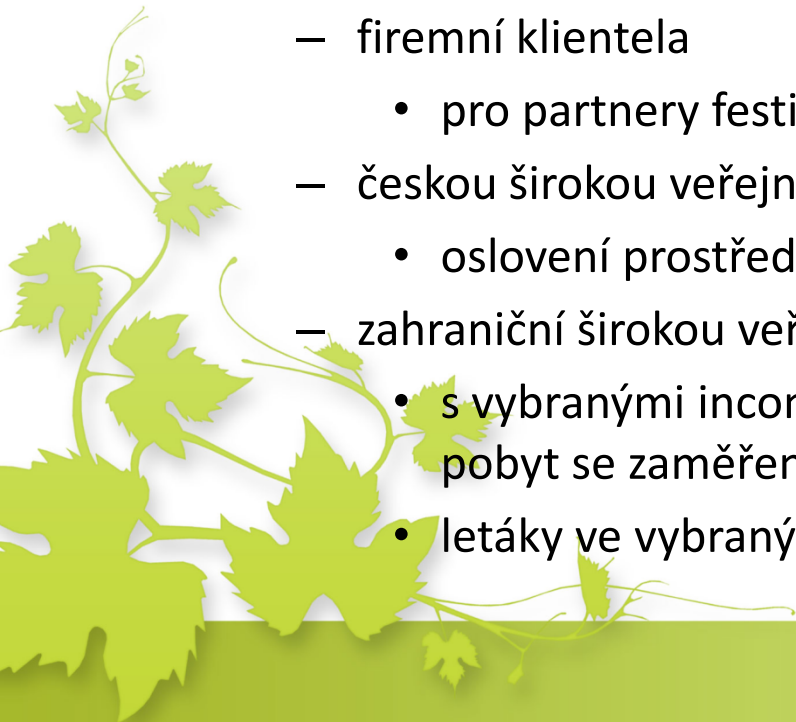 – firemní klientela
• pro partnery festi
– českou širokou veřejn
• oslovení prostřed
– zahraniční širokou veř
• s vybranými incor
pobyt se zaměřen
• letáky ve vybraný